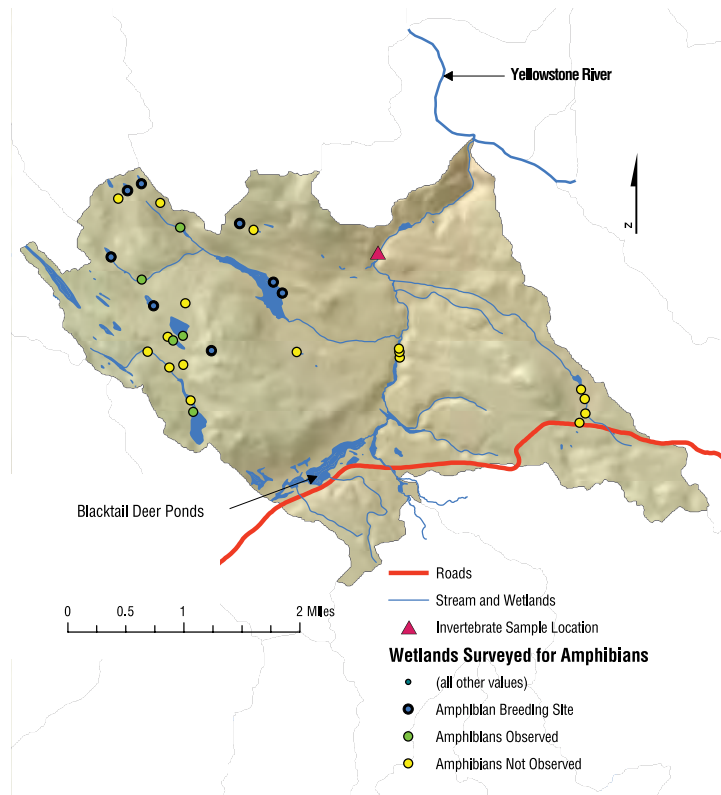 Yellowstone River
N
Blacktail Deer Ponds
0 0.5 1 2 Miles
Roads
Stream and Wetlands
Invertebrate Sample Location
Wetlands Surveyed for Amphibians
(all other values)
Amphibian Breeding Site
Amphibians Observed
Amphibians Not Observed